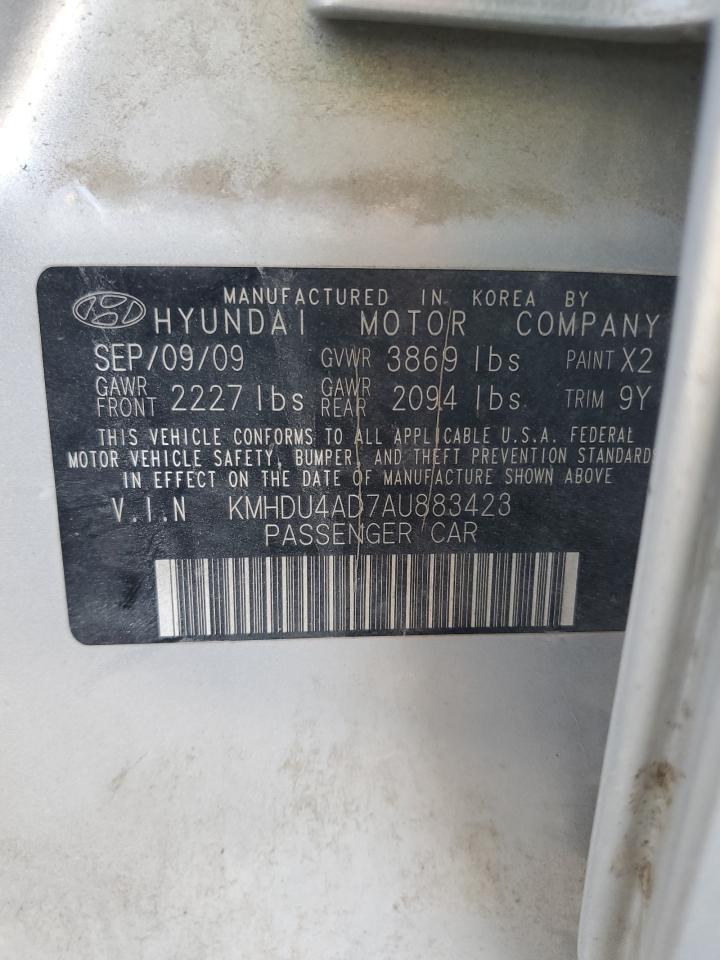 MANUFACTURED IN KOREA BY
HYUNDAI MOTOR COMPANY
SEP/09/09 GVWR 3869 lbs PAINT X2
GAWR FRONT 2227 lbs GAWR REAR 2094 lbs TRIM 9Y
THIS VEHICLE CONFORMS TO ALL APPLICABLE U.S.A. FEDERAL
MOTOR VEHICLE SAFETY, BUMPER, AND THEFT PREVENTION STANDARDS
IN EFFECT ON THE DATE OF MANUFACTURE SHOWN ABOVE
V.I.N KMHDU4AD7AU883423
PASSENGER CAR